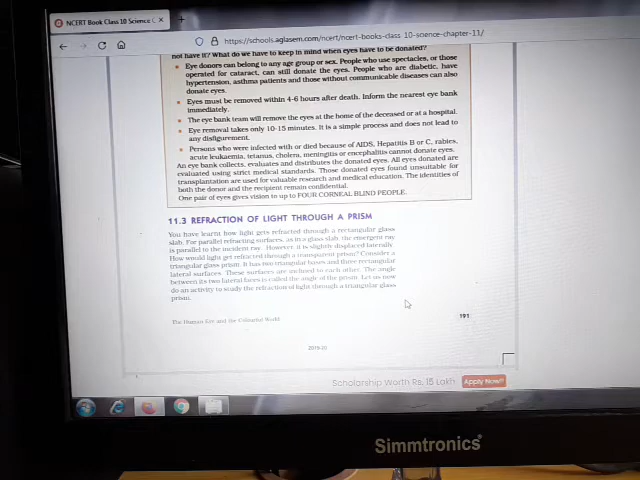 NCERT Book Class 10 Science (
https://schools.aglasem.com/ncert/ncert-books-class 10-science-chapter-11/
not have it? What do we have to keep in mind when eyes have to be donated?
Eye donors can belong to any age group or sex. People who use spectacles, or those
operated for cataract, can still donate the eyes. People who are diabetic, have
hypertension, asthma patients and those without communicable diseases can also
donate eyes.
Eyes must be removed within 4-6 hours after death. Inform the nearest eye bank
immediately.
The eye bank team will remove the eyes at the home of the deceased or at a hospital.
Eye removal takes only 10-15 minutes. It is a simple process and does not lead to
any disfigurement.
Persons who were infected with or died because of AIDS, Hepatitis B or C, rabies,
acute leukaemia, tetanus, cholera, meningitis or encephalitis cannot donate eyes.
An eye bank collects, evaluates and distributes the donated eyes. All eyes donated are
evaluated using strict medical standards. Those donated eyes found unsuitable for
transplantation are used for valuable research and medical education. The identities of
both the donor and the recipient remain confidential.
One pair of eyes gives vision to up to FOUR CORNEAL BLIND PEOPLE.
11.3 REFRACTION OF LIGHT THROUGH A PRISM
You have learnt how light gets refracted through a rectangular glass
slab. For parallel refracting surfaces, as in a glass slab, the emergent ray
is parallel to the incident ray. However, it is slightly displaced laterally.
How would light get refracted through a transparent prism? Consider a
triangular glass prism. It has two triangular bases and three rectangular
lateral surfaces. These surfaces are inclined to each other. The angle
between its two lateral faces is called the angle of the prism. Let us now
do an activity to study the refraction of light through a triangular glass
prism.
The Human Eye and the Colourful World
191
2019-20
Scholarship Worth Rs. 15 Lakh Apply Now!!
Simmtronics